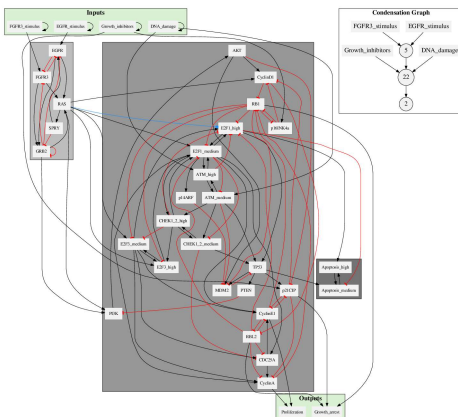 Inputs
FGFR3_stimulus EGFR_stimulus Growth_inhibitors DNA_damage
Condensation Graph
FGFR3_stimulus EGFR_stimulus
Growth_inhibitors 5 DNA_damage
22
2
EGFR
FGFR3
RAS
SPRY
GRB2
AKT
CyclinD1
RB1
E2F1_high p16INK4a
E2F1_medium
ATM_high
p14ARF ATM_medium
CHEK1_2_high
E2F3_medium CHEK1_2_medium
E2F3_high TP53
MDM2 PTEN p21CIP
Apoptosis_high
Apoptosis_medium
PI3K CyclinE1
RBL2
CDC25A
CyclinA
Outputs
Proliferation Growth_arrest